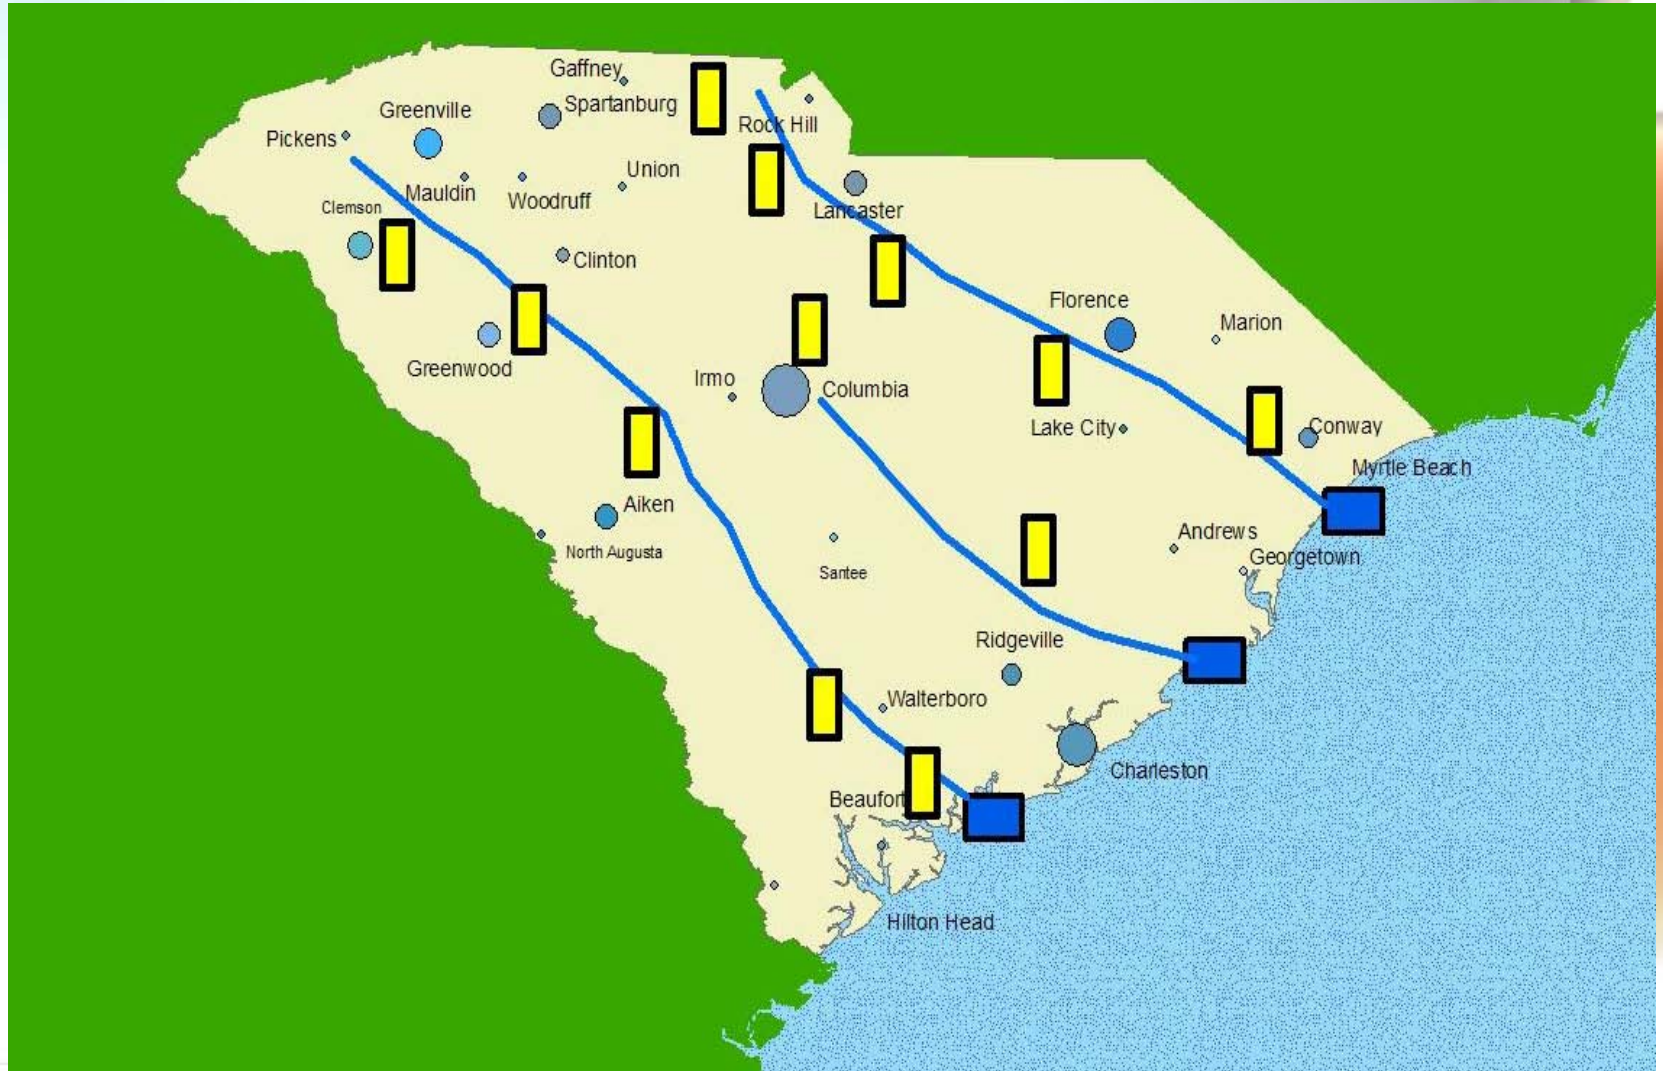 Gaffney
Spartanburg
Greenville
Rock Hill
Pickens
Union
Mauldin
Woodruff
Clemson
Lancaster
Clinton
Florence
Marion
Greenwood
Irmo
Columbia
Lake City
Conway
Myrtle Beach
Aiken
North Augusta
Andrews
Georgetown
Santee
Ridgeville
Walterboro
Charleston
Beaufor
Hilton Head